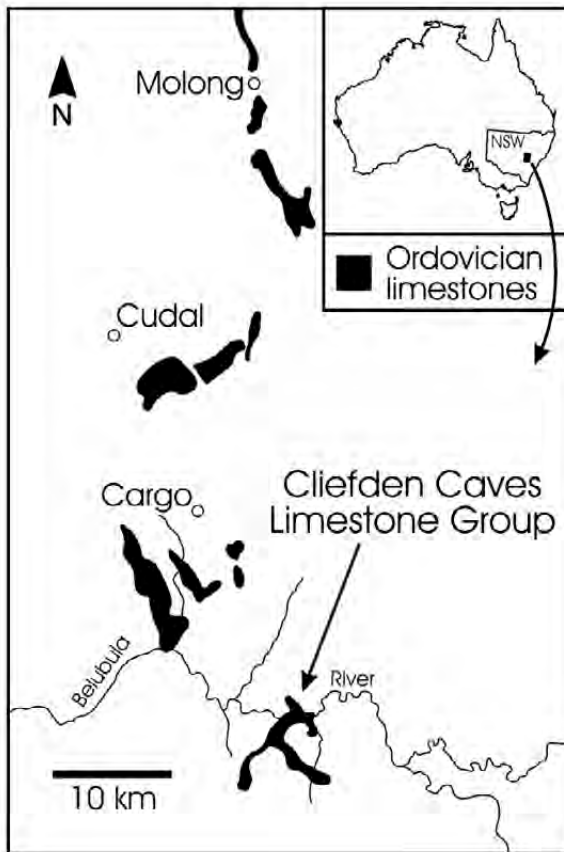 Molong
N
NSW
Ordovician
limestones
Cudal
Cargo
Cliefden Caves
Limestone Group
Belubula
River
10 km